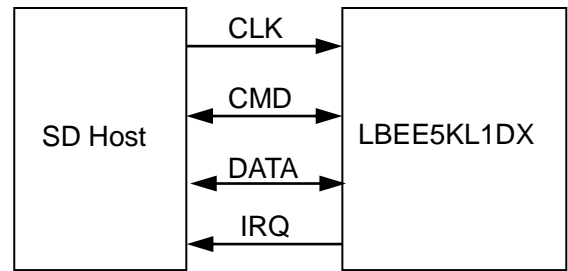 CLK
CMD
SD Host
LBEE5KL1DX
DATA
IRQ